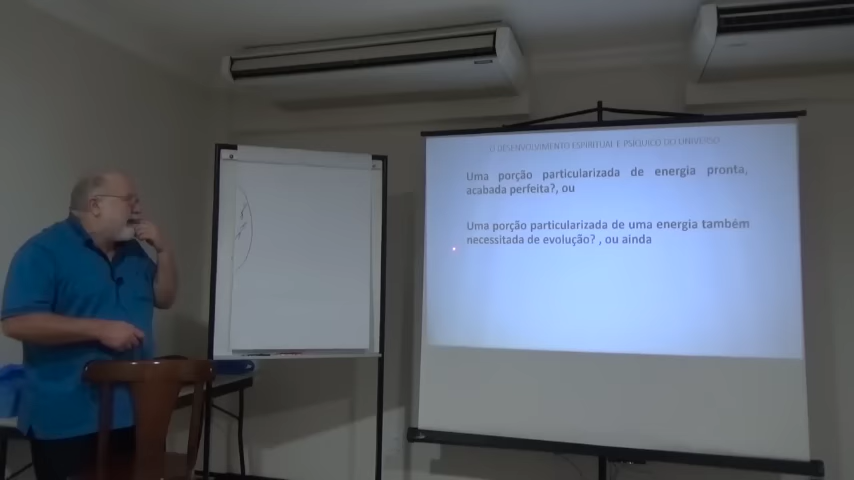 O DESENVOLVIMENTO ESPIRITUAL E PSIQUICO DO UNIVERSO
Uma porção particularizada de energia pronta,
acabada perfeita?, ou
Uma porção particularizada de uma energia também
necessitada de evolução? , ou ainda